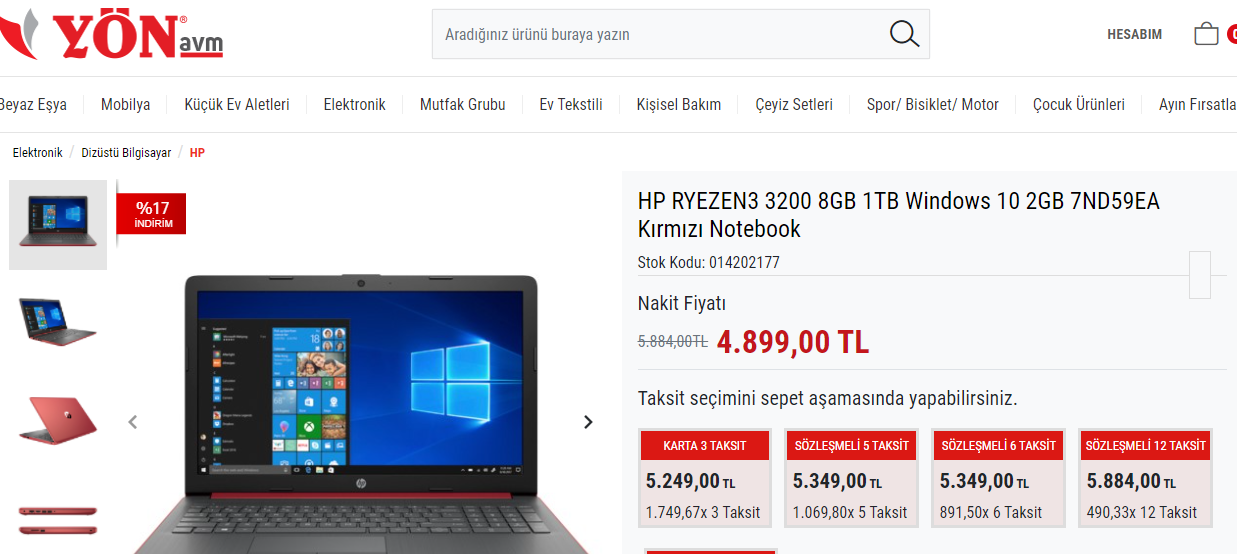 YÖN®
avm
Aradığınız ürünü buraya yazın
HESABIM
Beyaz Eşya
Mobilya
Küçük Ev Aletleri
Elektronik
Mutfak Grubu
Ev Tekstili
Kişisel Bakım
Çeyiz Setleri
Spor/ Bisiklet/ Motor
Çocuk Ürünleri
Ayın Fırsatla
Elektronik / Dizüstü Bilgisayar / HP
%17
İNDİRİM
HP RYEZEN3 3200 8GB 1TB Windows 10 2GB 7ND59EA
Kırmızı Notebook
Stok Kodu: 014202177
Nakit Fiyatı
5.884,00TL 4.899,00 TL
Taksit seçimini sepet aşamasında yapabilirsiniz.
KARTA 3 TAKSIT
5.249,00 TL
1.749,67x 3 Taksit
SÖZLEŞMELİ 5 TAKSİT
5.349,00 TL
1.069,80x 5 Taksit
SÖZLEŞMELİ 6 TAKSİT
5.349,00 TL
891,50x 6 Taksit
SÖZLEŞMELİ 12 TAKSİT
5.884,00 TL
490,33x 12 Taksit
18
hp